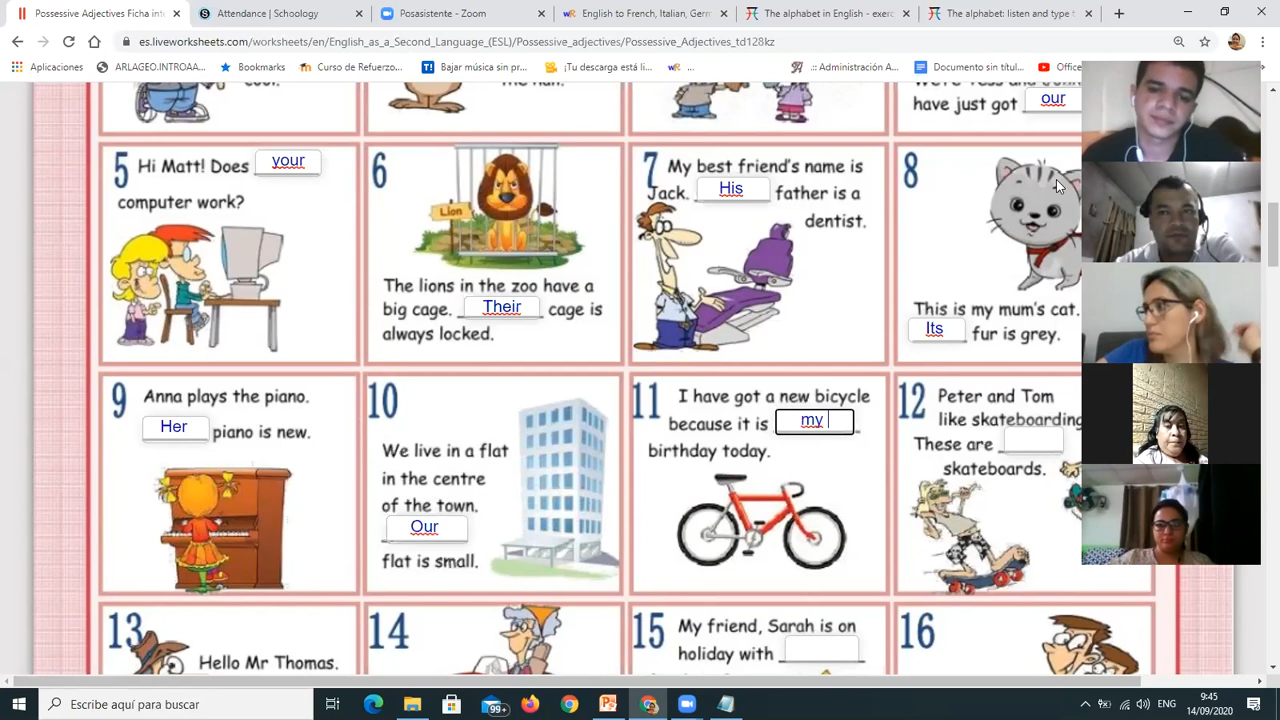 Possessive Adjectives Ficha inte
Attendance | Schoology
Posasistente - Zoom
English to French, Italian, Germ
The alphabet in English - exerc
The alphabet: listen and type t
es.liveworksheets.com/worksheets/en/English_as_a_Second_Language_(ESL)/Possessive_adjectives/Possessive_Adjectives_td128kz
Aplicaciones
ARLAGEO.INTROAA...
Bookmarks
Curso de Refuerzo...
Bajar música sin pr...
¡Tu descarga está li...
WR...
.:: Administración A...
Documento sin títul...
Office
cool.
have just got our
5 Hi Matt! Does your
computer work?
6
Lion
The lions in the zoo have a
big cage. Their cage is
always locked.
7 My best friend's name is
Jack. His father is a
dentist.
8
This is my mum's cat.
Its fur is grey.
9 Anna plays the piano.
Her piano is new.
10
We live in a flat
in the centre
of the town.
Our
flat is small.
11 I have got a new bicycle
because it is my
birthday today.
12 Peter and Tom
like skateboarding
These are
skateboards.
13
Hello Mr Thomas.
14
15 My friend, Sarah is on
holiday with
16
Escribe aquí para buscar
99+
ENG
9:45
14/09/2020